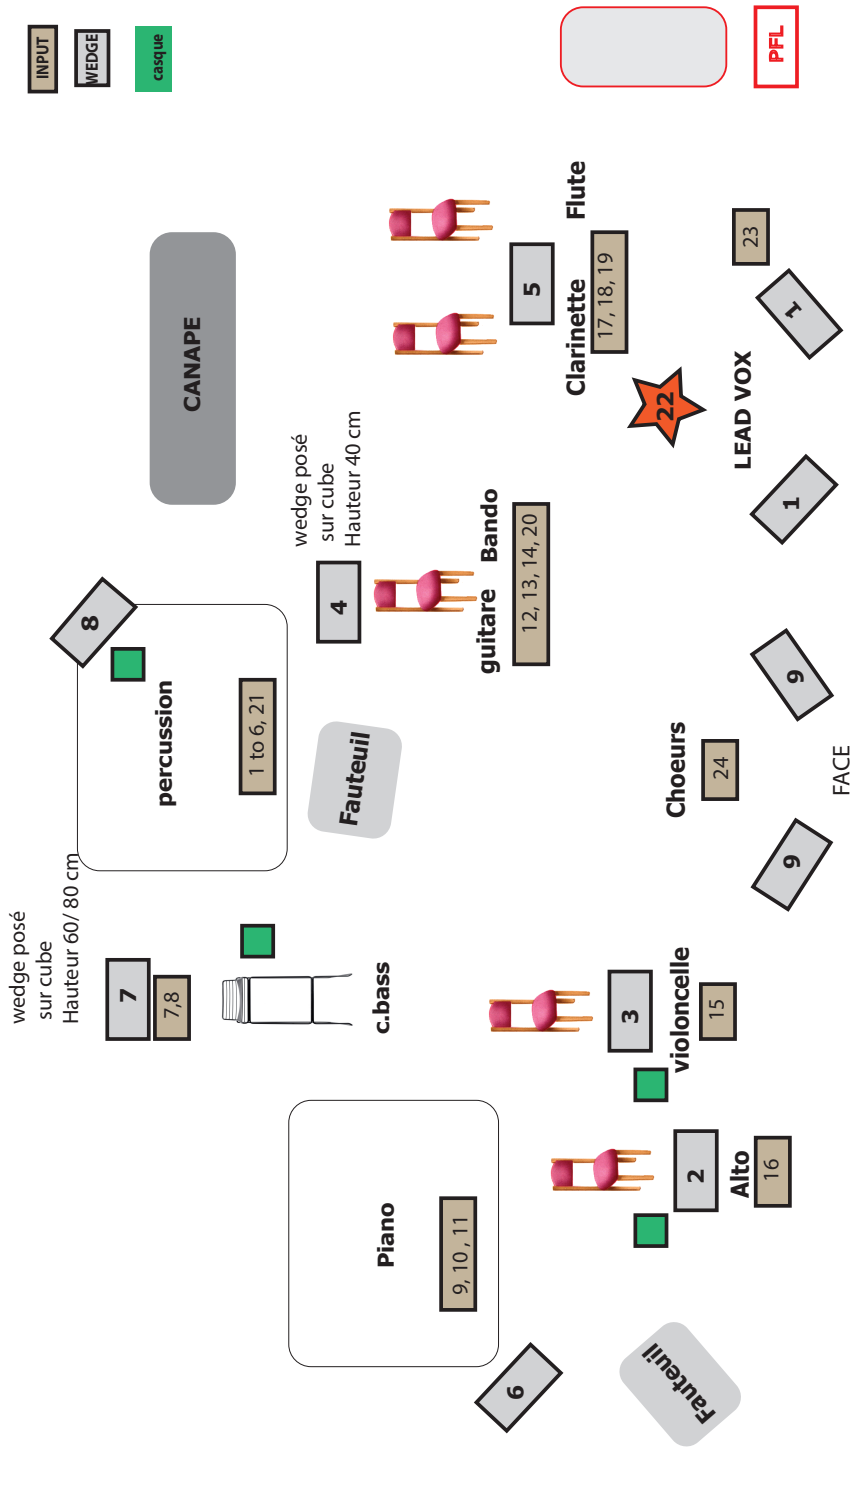 wedge posé
sur cube
Hauteur 60/ 80 cm
INPUT
WEDGE
casque
7
7,8
8
percussion
1 to 6, 21
CANAPE
wedge posé
sur cube
Hauteur 40 cm
4
Fauteuil
c.bass
Piano
9, 10 , 11
guitare
Bando
12, 13, 14, 20
5
Clarinette
Flute
17, 18, 19
6
3
violoncelle
15
2
Alto
16
Fauteuil
22
LEAD VOX
23
Choeurs
24
PFL
9
9
1
1
FACE